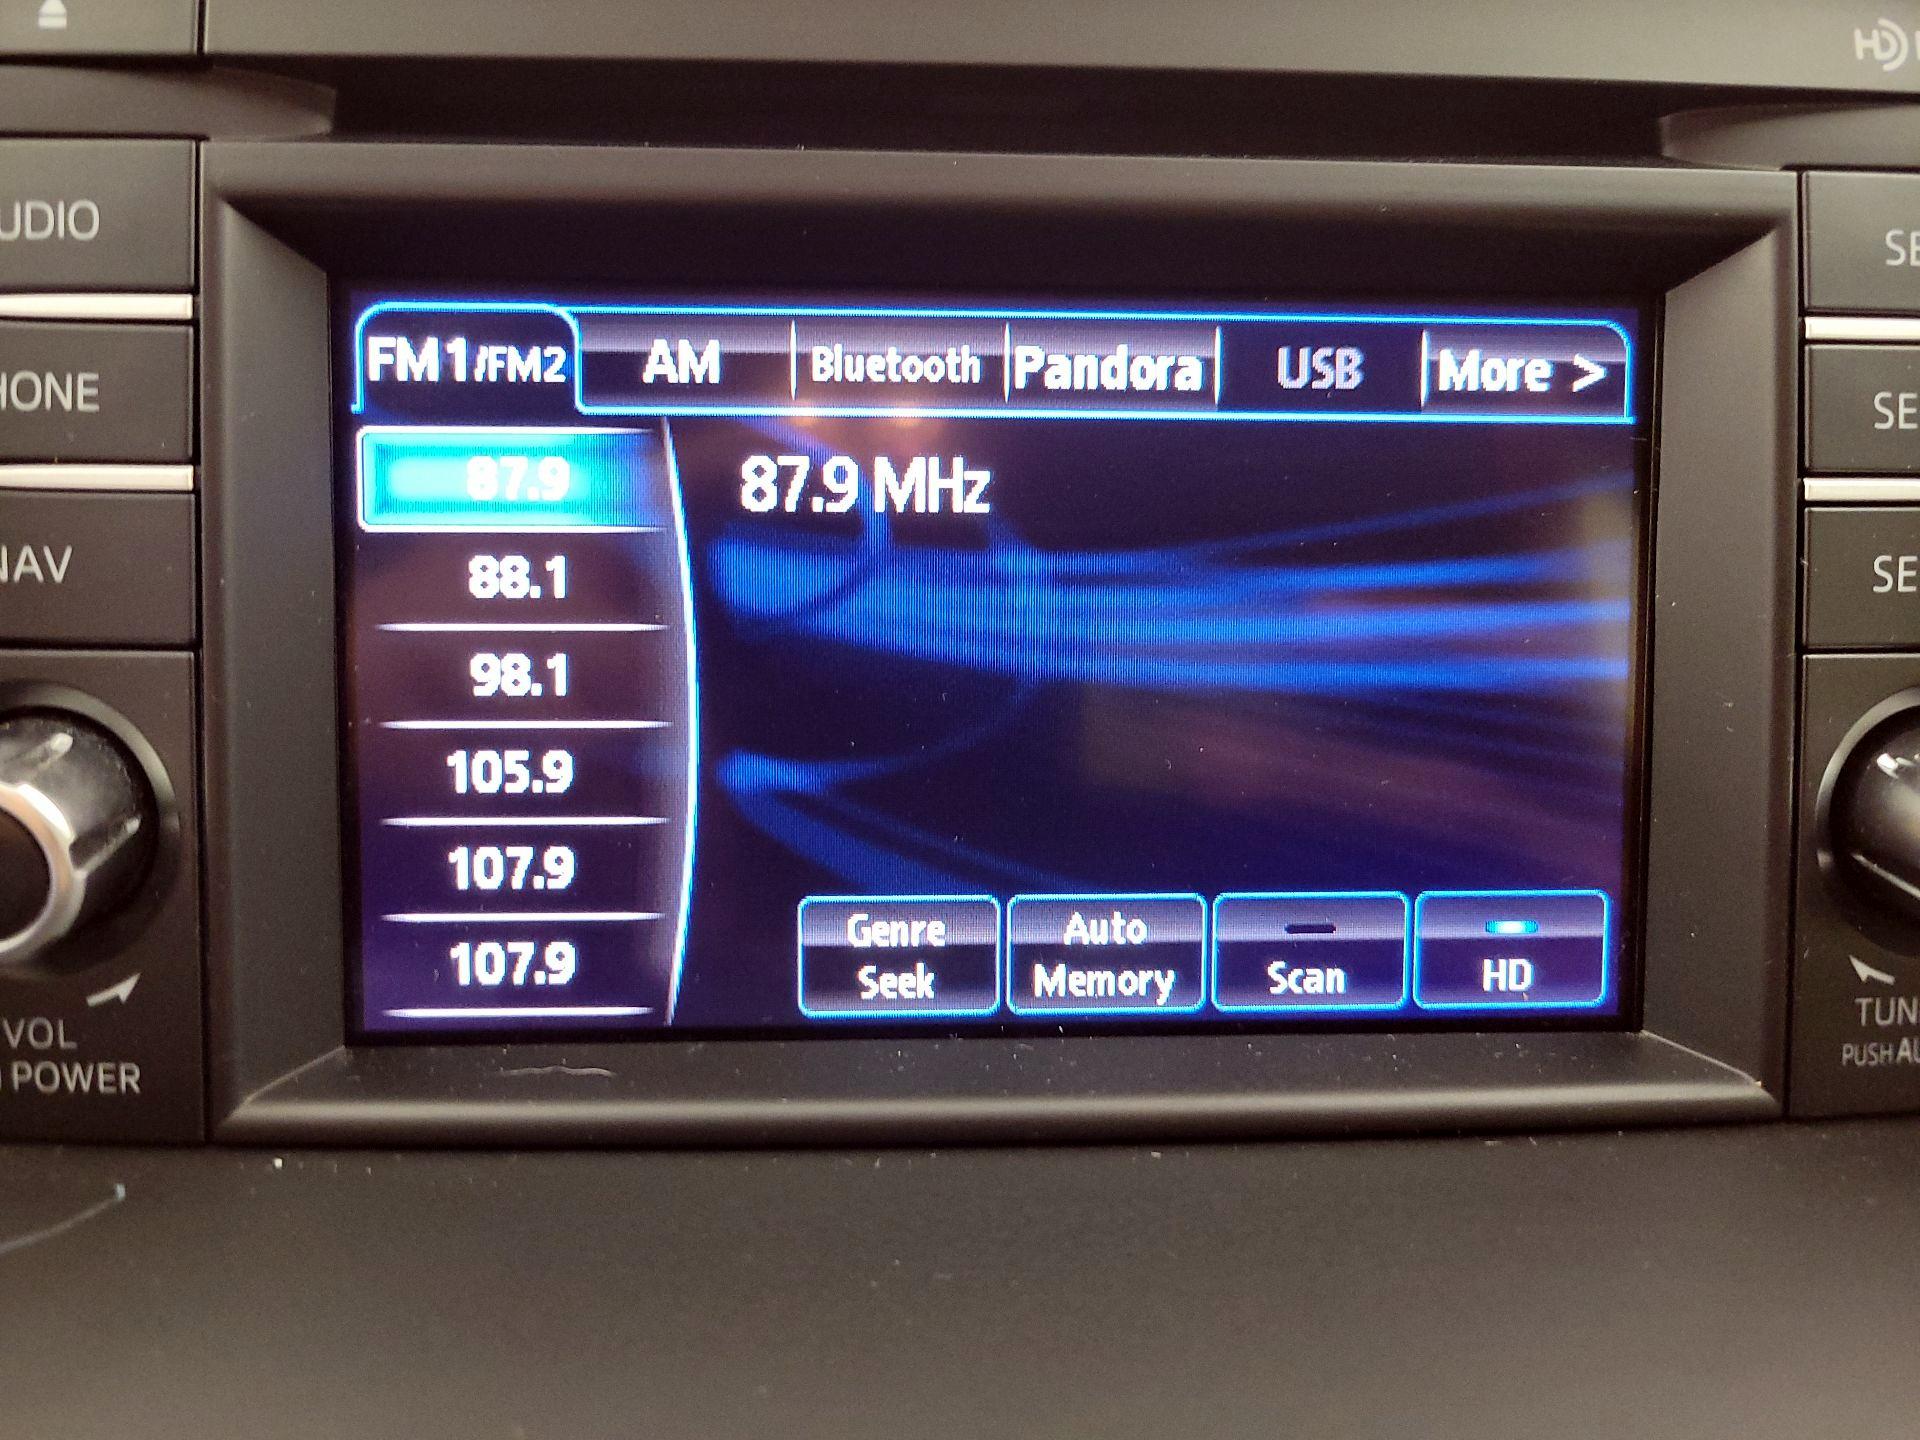 HD
UDIO
HONE
NAV
VOL
POWER
FM1/FM2 AM Bluetooth Pandora USB More >
87.9
88.1
98.1
105.9
107.9
107.9
87.9 MHz
Genre
Seek
Auto
Memory
Scan
HD
SE
SE
SE
TUN
PUSH AU